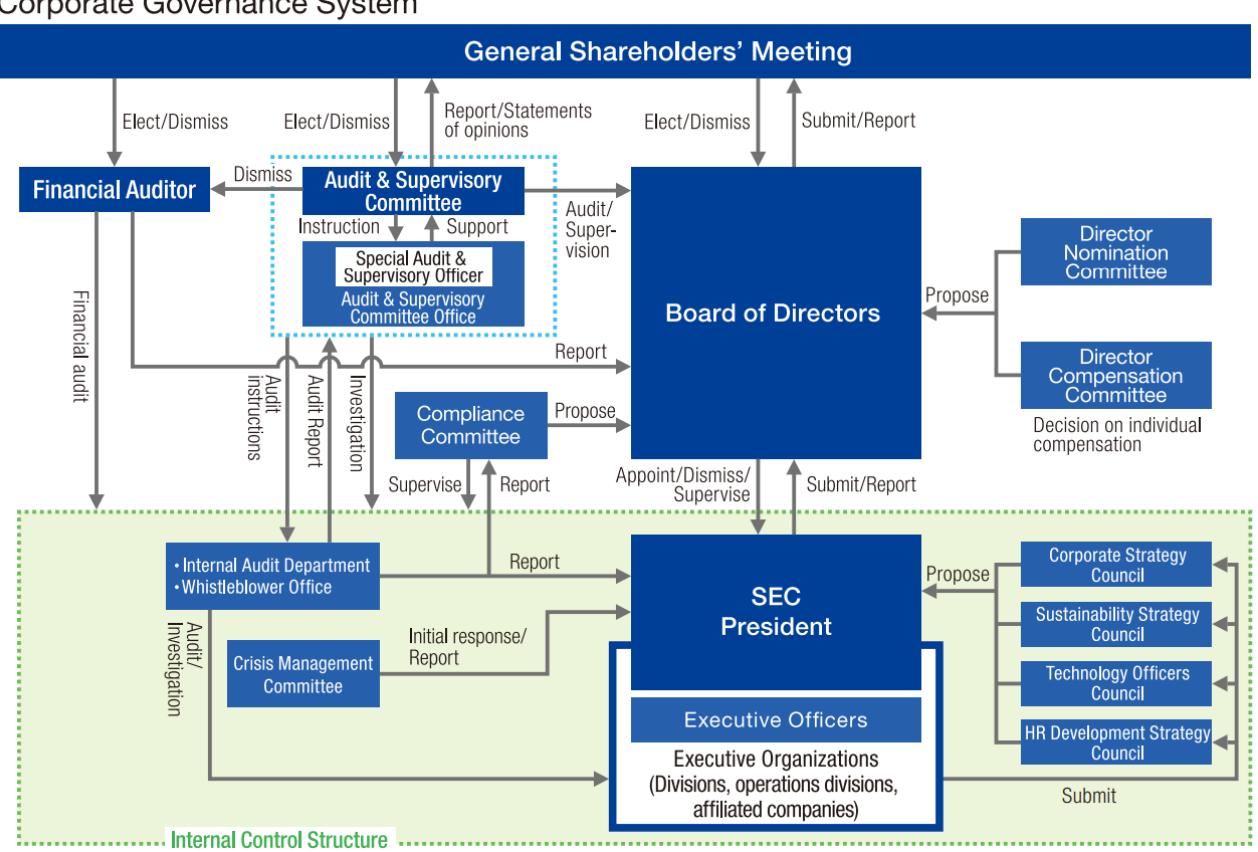 Corporate Governance System
General Shareholders' Meeting
Elect/Dismiss
Elect/Dismiss
Report/Statements
of opinions
Elect/Dismiss
Submit/Report
Financial Auditor
Dismiss
Audit & Supervisory
Committee
Instruction
Support
Special Audit &
Supervisory Officer
Audit & Supervisory
Committee Office
Audit/
Super-
vision
Board of Directors
Propose
Director
Nomination
Committee
Director
Compensation
Committee
Decision on individual
compensation
Financial audit
Report
Audit
instructions
Audit Report
Investigation
Compliance
Committee
Propose
Supervise
Report
Appoint/Dismiss/
Supervise
Submit/Report
• Internal Audit Department
• Whistleblower Office
Report
Audit/
Investigation
Crisis Management
Committee
Initial response/
Report
SEC
President
Propose
Corporate Strategy
Council
Sustainability Strategy
Council
Technology Officers
Council
HR Development Strategy
Council
Executive Officers
Executive Organizations
(Divisions, operations divisions,
affiliated companies)
Submit
Internal Control Structure